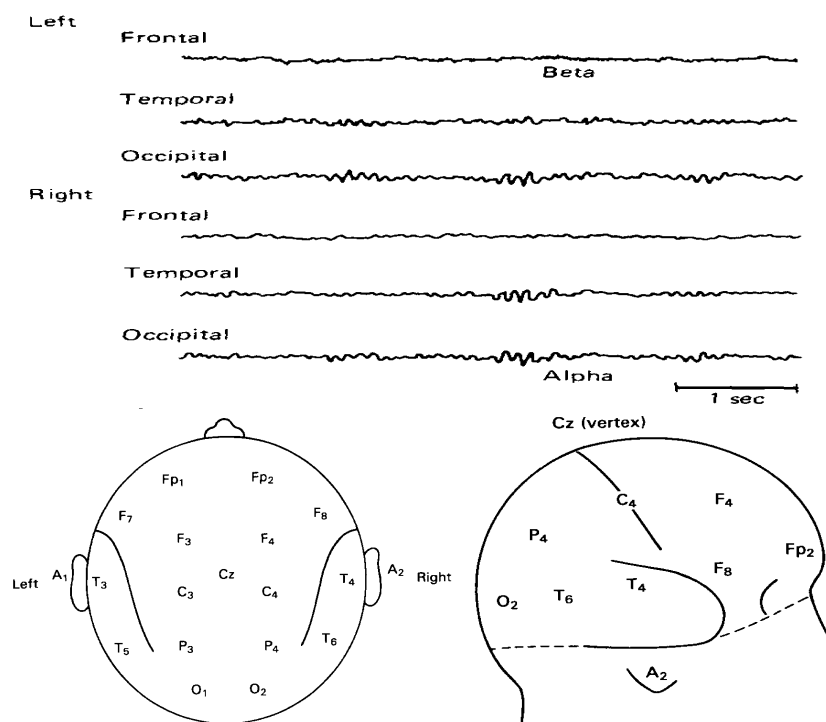 Left
Frontal
Beta
Temporal
Occipital
Right
Frontal
Temporal
Occipital
Alpha
1 sec
Cz (vertex)
Fp1 Fp2
F7 F8
F3 F4
Left A1 T3 C3 Cz C4 T4 A2 Right
T5 P3 P4 T6
O1 O2
C4 F4
P4
Fp2
F8
O2 T6 T4
A2